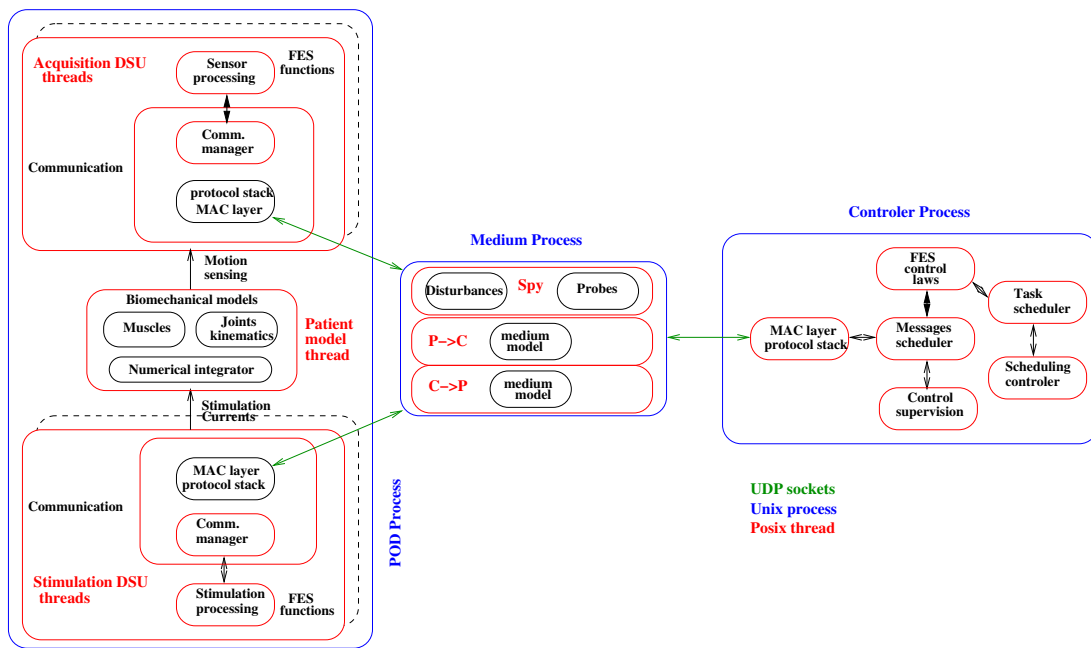 Acquisition DSU
threads
Sensor
processing
FES
functions
Comm.
manager
Communication
protocol stack
MAC layer
Motion
sensing
Biomechanical models
Muscles
Joints
kinematics
Numerical integrator
Patient
model
thread
Stimulation
Currents
MAC layer
protocol stack
Communication
Comm.
manager
Stimulation DSU
threads
Stimulation
processing
FES
functions
POD Process
Medium Process
Disturbances
Spy
Probes
P->C
medium
model
C->P
medium
model
Controler Process
FES
control
laws
Task
scheduler
MAC layer
protocol stack
Messages
scheduler
Scheduling
controler
Control
supervision
UDP sockets
Unix process
Posix thread